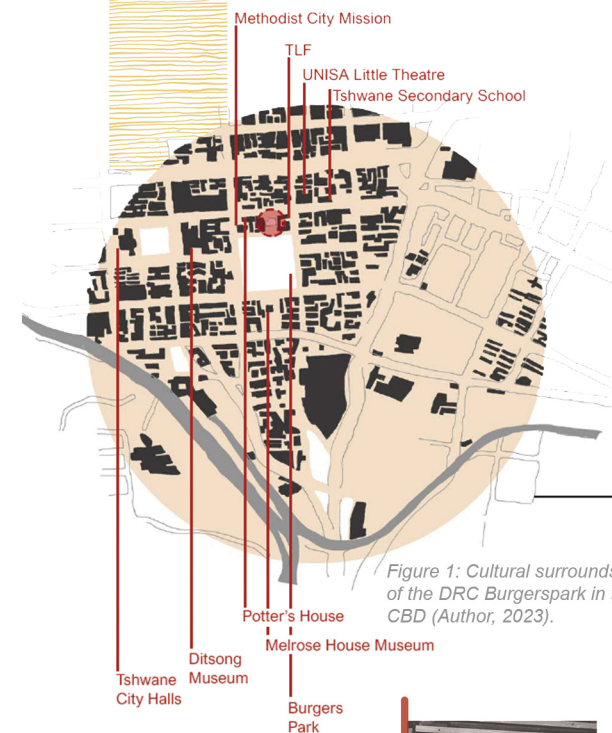 Methodist City Mission
TLF
UNISA Little Theatre
Tshwane Secondary School
Figure 1: Cultural surrounds
of the DRC Burgerspark in
CBD (Author, 2023).
Potter's House
Melrose House Museum
Ditsong
Museum
Tshwane
City Halls
Burgers
Park